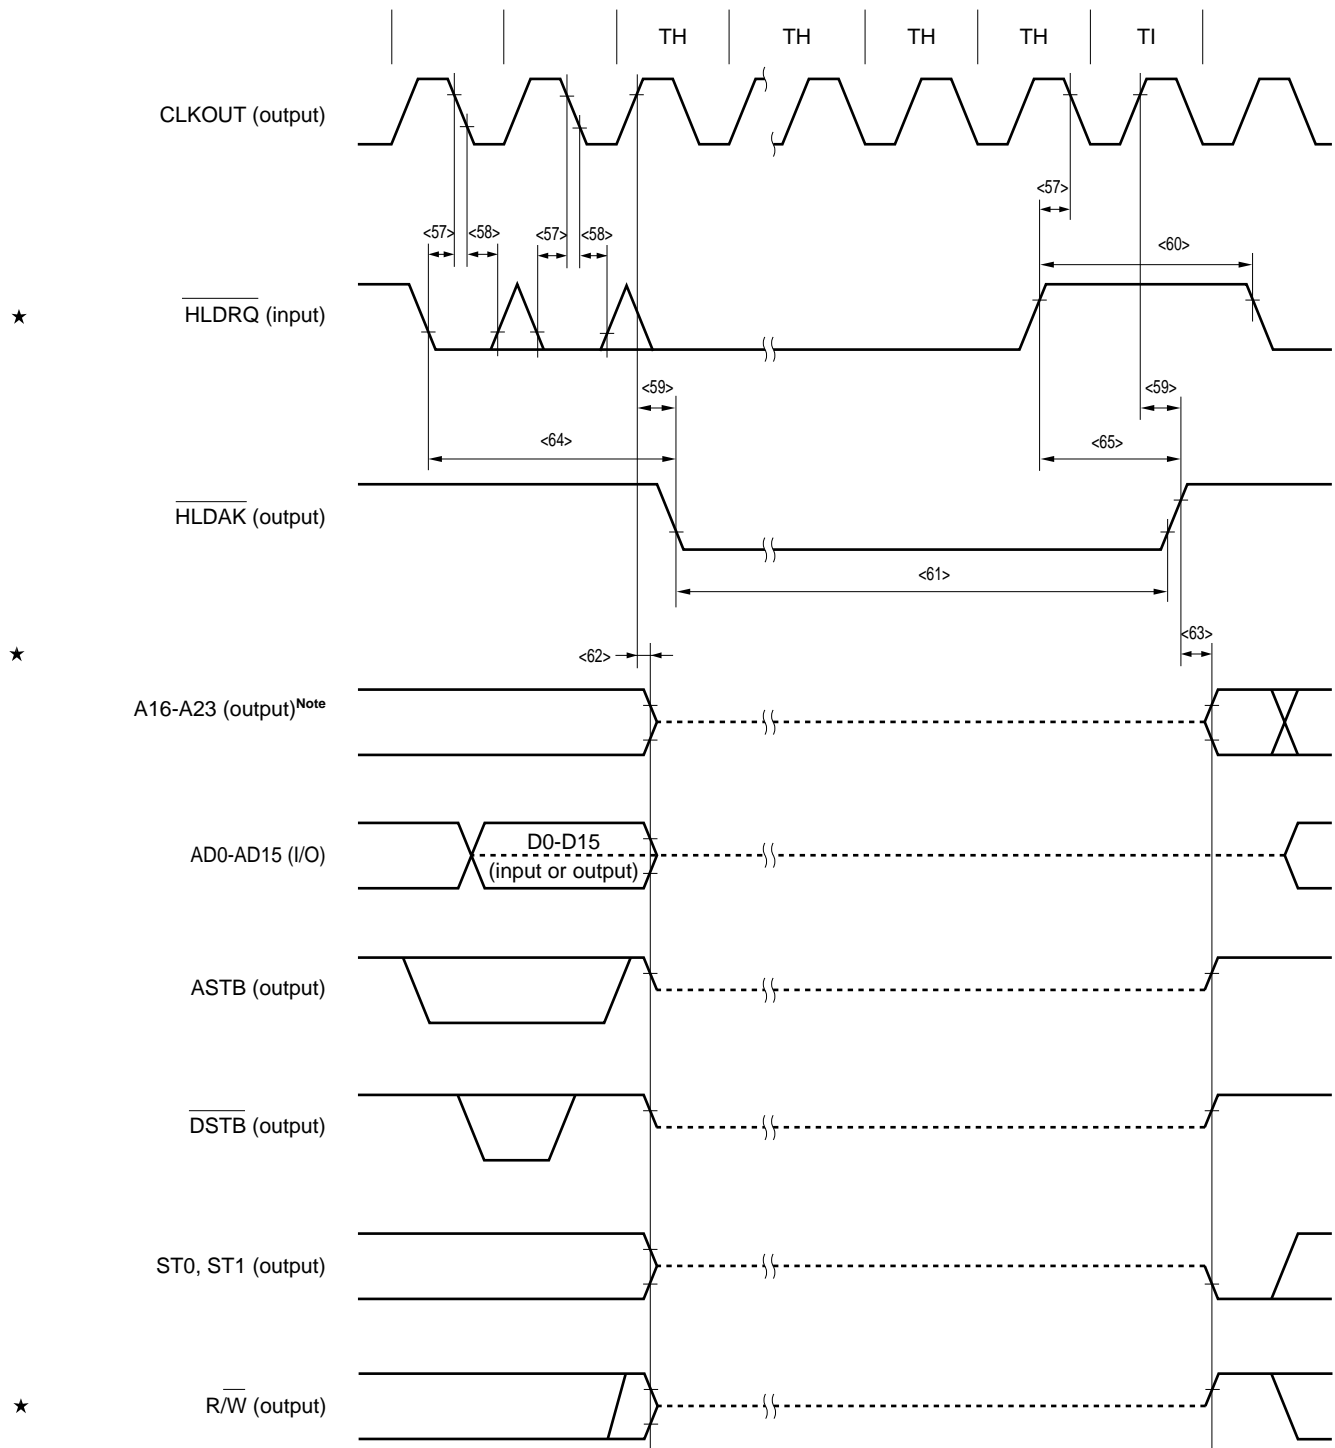 TH TH TH TH TI
CLKOUT (output)
<57>
<57> <58> <57> <58>
<60>
★ HLDRQ (input)
<59> <59>
<64> <65>
HLDAK (output)
<61>
<63>
★ <62>
A16-A23 (output)Note
D0-D15
AD0-AD15 (I/O)
(input or output)
ASTB (output)
DSTB (output)
ST0, ST1 (output)
★ R/W (output)